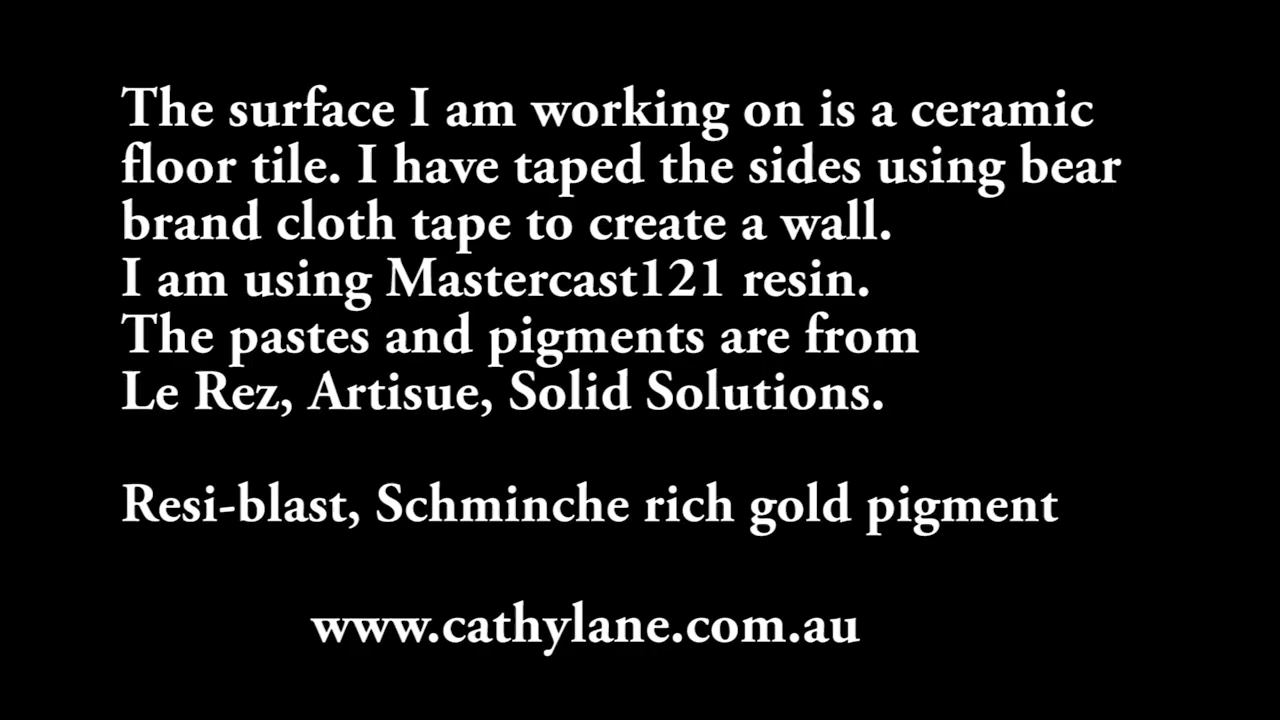 The surface I am working on is a ceramic
floor tile. I have taped the sides using bear
brand cloth tape to create a wall.
I am using Mastercast121 resin.
The pastes and pigments are from
Le Rez, Artisue, Solid Solutions.
Resi-blast, Schminche rich gold pigment
www.cathylane.com.au